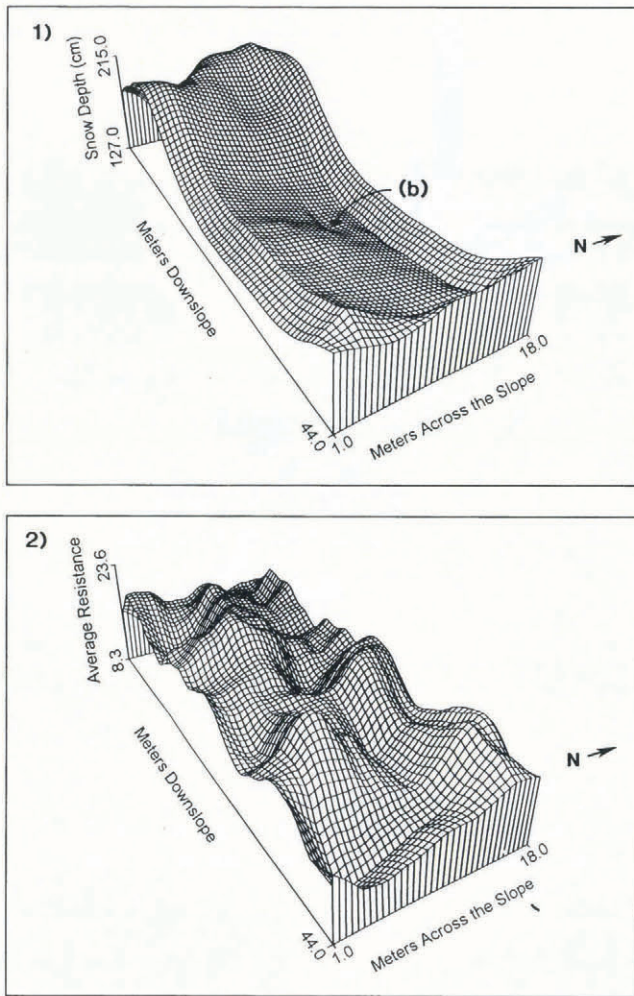 1)
215.0
Snow Depth (cm)
127.0
(b)
Meters Downslope
N
18.0
Meters Across the Slope
44.0
1.0
2)
23.6
Average Resistance
8.3
Meters Downslope
N
18.0
Meters Across the Slope
44.0
1.0